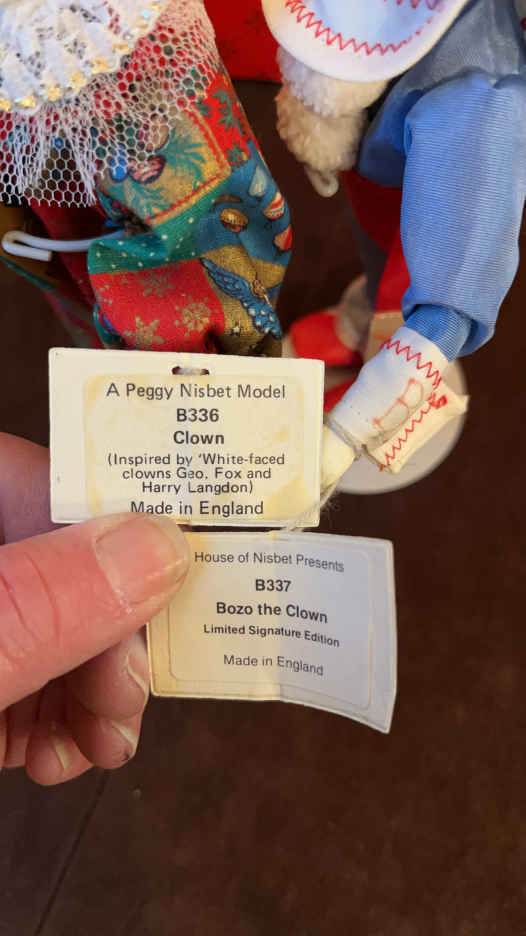 A Peggy Nisbet Model
B336
Clown
(Inspired by 'White-faced
clowns Geo. Fox and
Harry Langdon)
Made in England
House of Nisbet Presents
B337
Bozo the Clown
Limited Signature Edition
Made in England